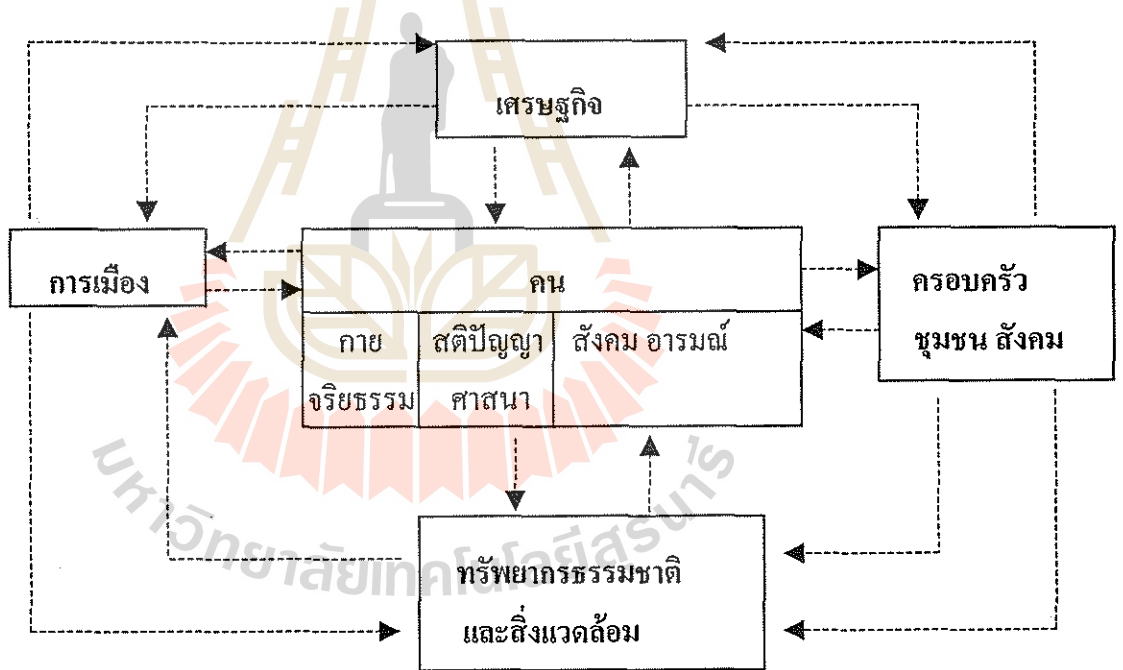 เศรษฐกิจ
การเมือง
คน
ครอบครัว
ชุมชน สังคม
กาย
จริยธรรม
สติปัญญา
ศาสนา
สังคม อารมณ์
ทรัพยากรธรรมชาติ
และสิ่งแวดล้อม
มหาวิทยาลัยเทคโนโลยีสุรนารี